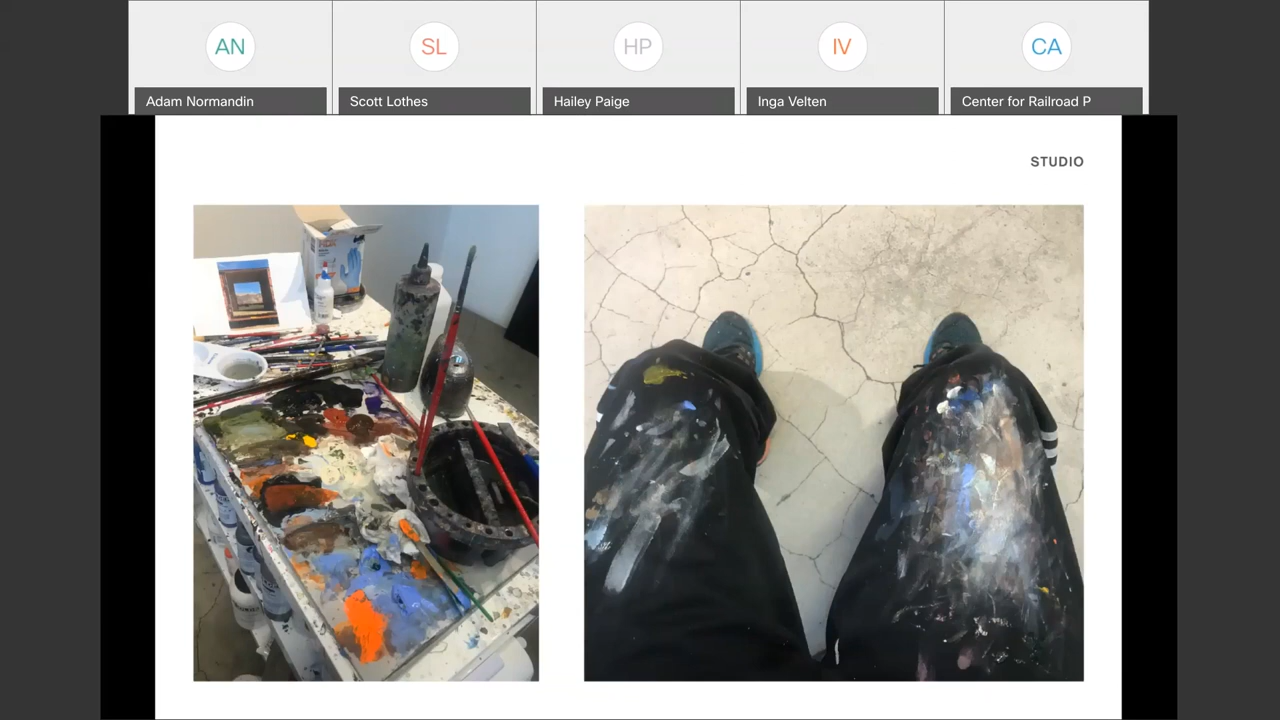 AN
SL
HP
IV
CA
Adam Normandin
Scott Lothes
Hailey Paige
Inga Velten
Center for Railroad P
STUDIO